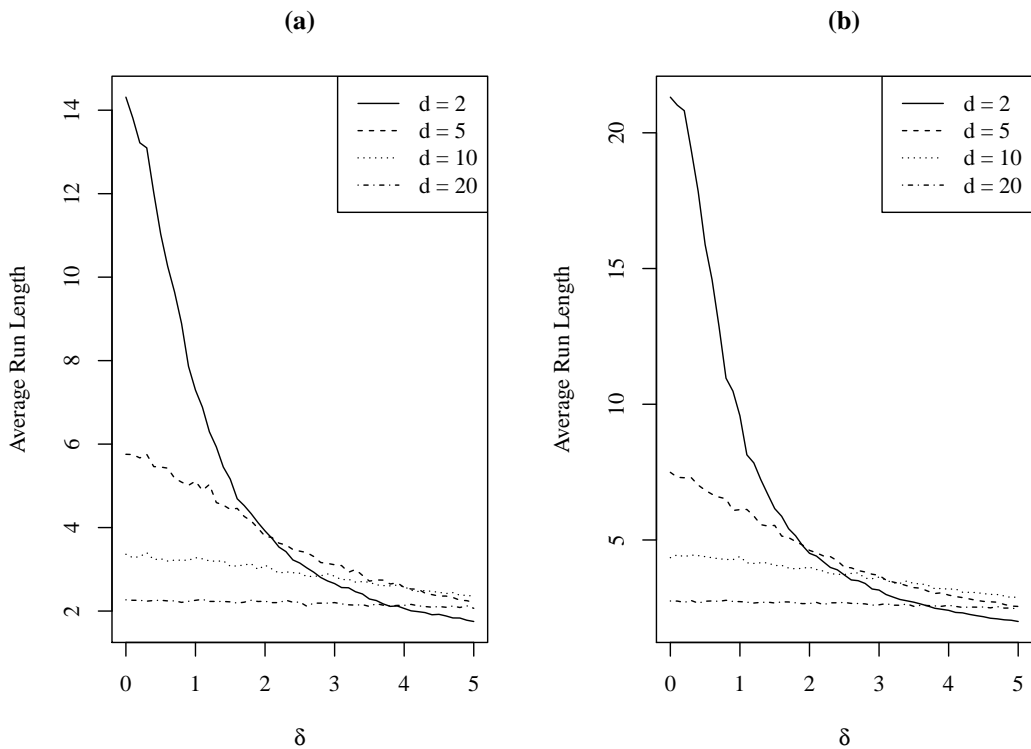 (a)
Average Run Length
14
12
10
8
6
4
2
d = 2
d = 5
d = 10
d = 20
0 1 2 3 4 5
δ
(b)
Average Run Length
20
15
10
5
d = 2
d = 5
d = 10
d = 20
0 1 2 3 4 5
δ